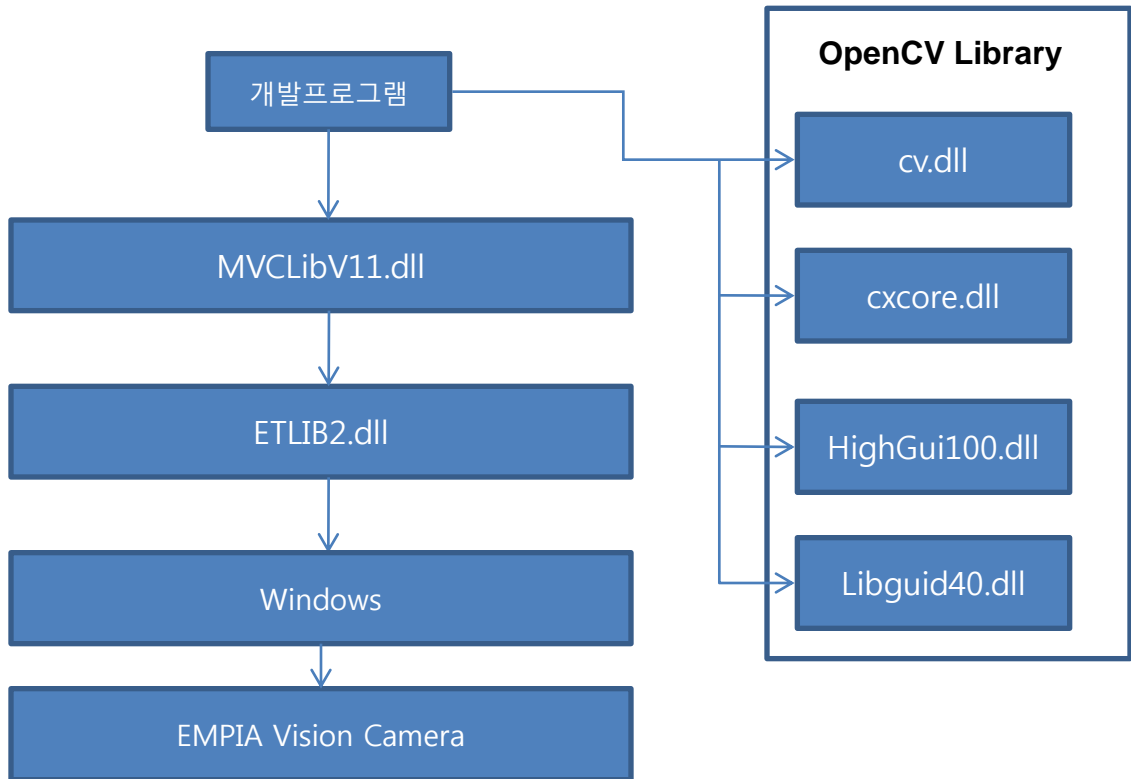 개발프로그램
MVCLibV11.dll
ETLIB2.dll
Windows
EMPIA Vision Camera
OpenCV Library
cv.dll
cxcore.dll
HighGui100.dll
Libguid40.dll